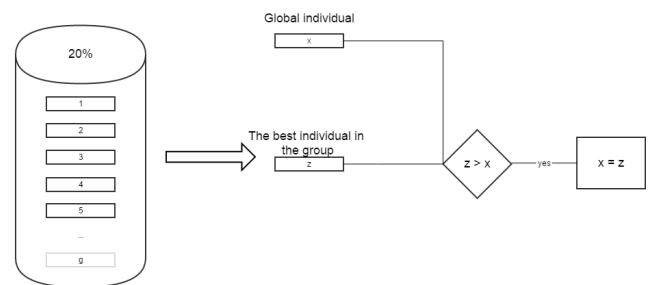 Global individual
x
20%
1
2
3
4
5
...
g
The best individual in
the group
z
z > x
yes
x = z